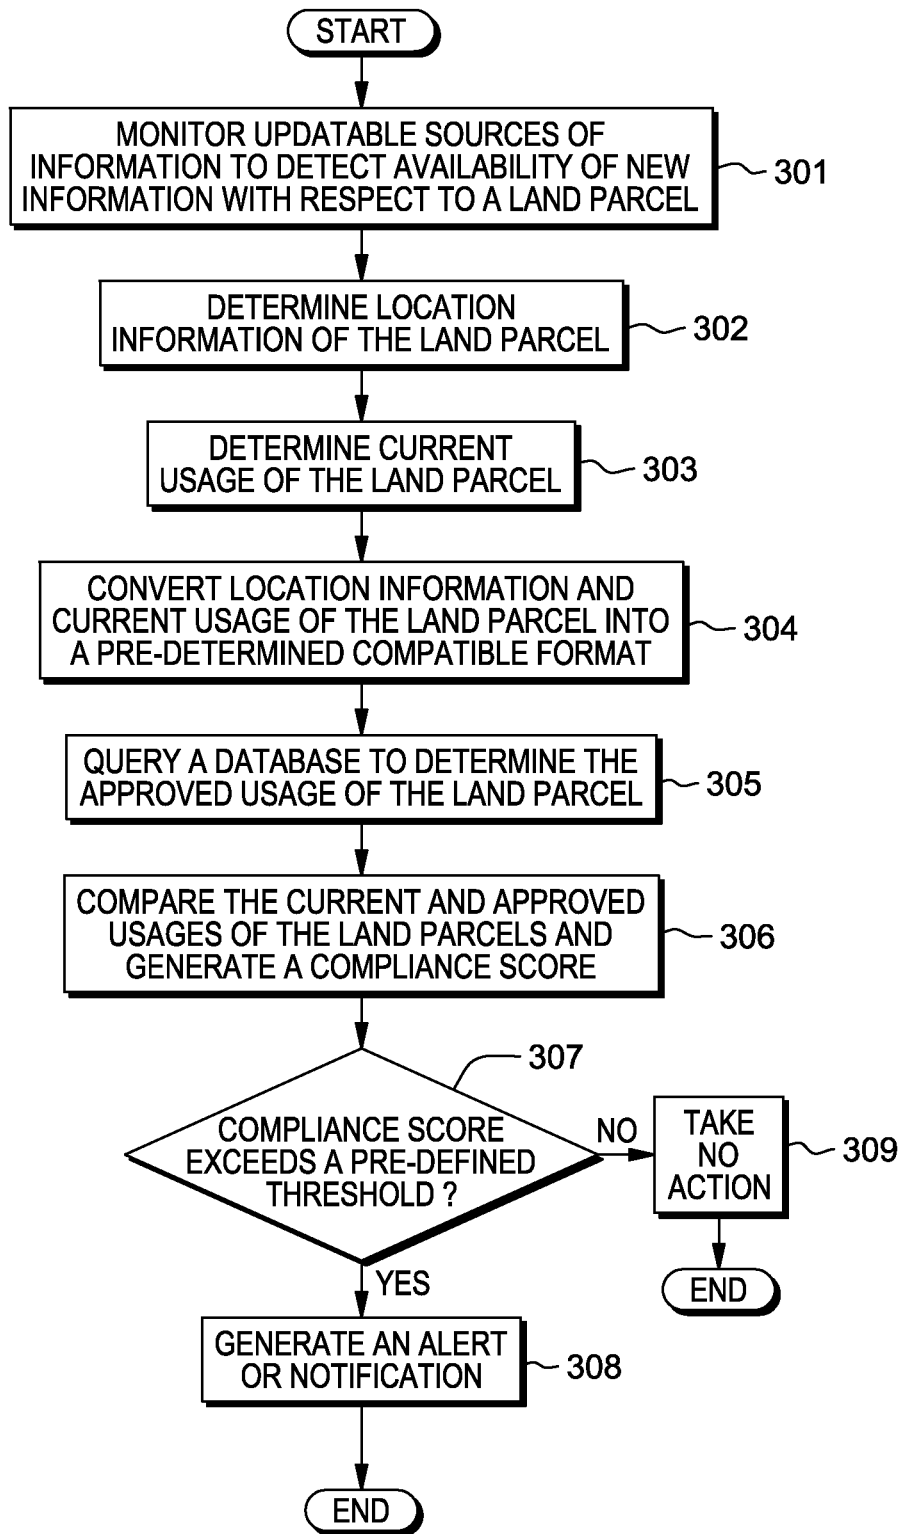 START
MONITOR UPDATABLE SOURCES OF
INFORMATION TO DETECT AVAILABILITY OF NEW
INFORMATION WITH RESPECT TO A LAND PARCEL
301
DETERMINE LOCATION
INFORMATION OF THE LAND PARCEL
302
DETERMINE CURRENT
USAGE OF THE LAND PARCEL
303
CONVERT LOCATION INFORMATION AND
CURRENT USAGE OF THE LAND PARCEL INTO
A PRE-DETERMINED COMPATIBLE FORMAT
304
QUERY A DATABASE TO DETERMINE THE
APPROVED USAGE OF THE LAND PARCEL
305
COMPARE THE CURRENT AND APPROVED
USAGES OF THE LAND PARCELS AND
GENERATE A COMPLIANCE SCORE
306
307
COMPLIANCE SCORE
EXCEEDS A PRE-DEFINED
THRESHOLD ?
NO
TAKE
NO
ACTION
309
END
YES
GENERATE AN ALERT
OR NOTIFICATION
308
END